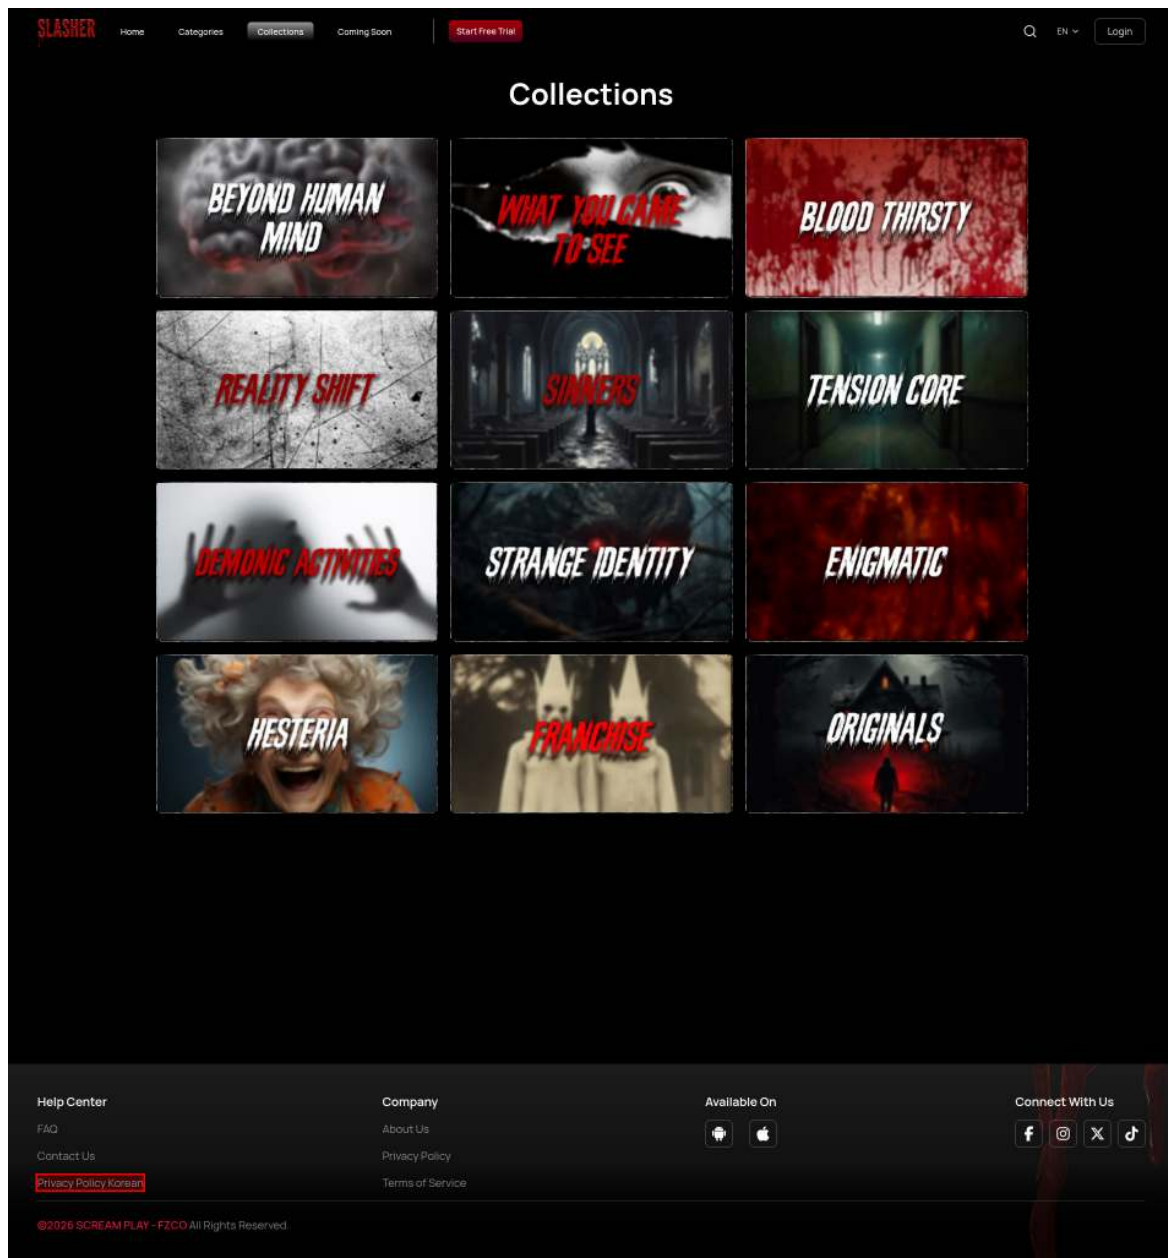 SLASHER
Home
Categories
Collections
Coming Soon
Start Free Trial
EN
Login
Collections
BEYOND HUMAN
MIND
WHAT YOU CAME
TO SEE
BLOOD THIRSTY
REALITY SHIFT
SINNERS
TENSION CORE
DEMONIC ACTIVITIES
STRANGE IDENTITY
ENIGMATIC
HESTERIA
FRANCHISE
ORIGINALS
Help Center
FAQ
Contact Us
Privacy Policy Korean
Company
About Us
Privacy Policy
Terms of Service
Available On
Connect With Us
©2026 SCREAM PLAY - FZCO All Rights Reserved.